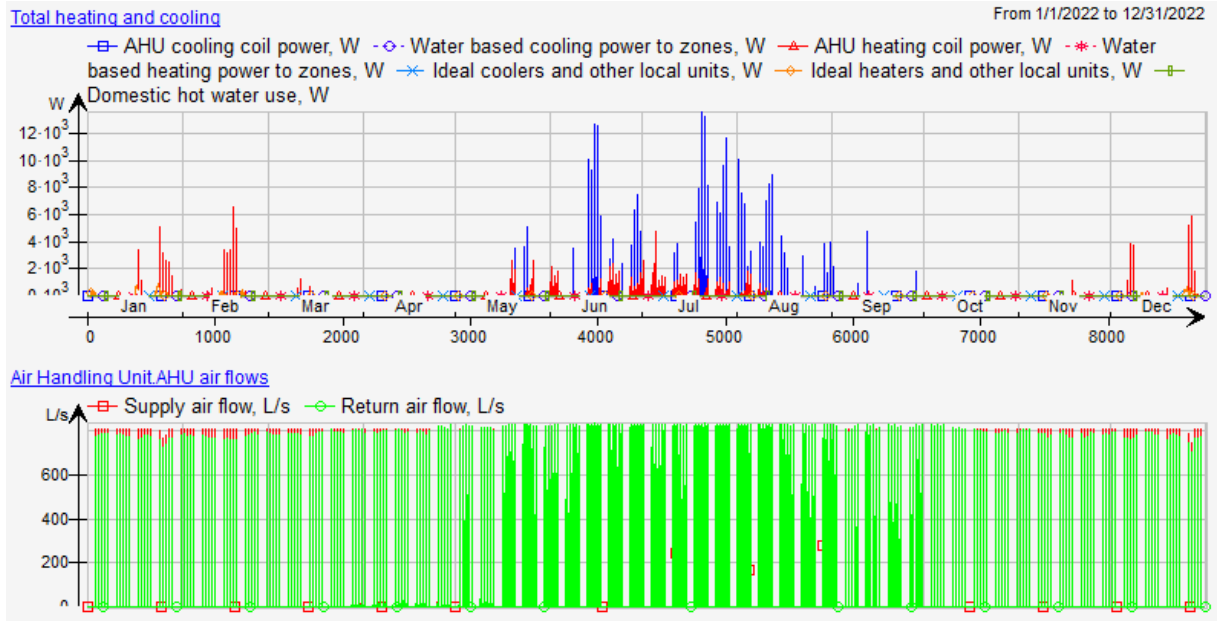 Total heating and cooling
From 1/1/2022 to 12/31/2022
AHU cooling coil power, W Water based cooling power to zones, W AHU heating coil power, W Water
based heating power to zones, W Ideal coolers and other local units, W Ideal heaters and other local units, W
Domestic hot water use, W
W
12·10³
10·10³
8·10³
6·10³
4·10³
2·10³
0·10³
Jan Feb Mar Apr May Jun Jul Aug Sep Oct Nov Dec
0 1000 2000 3000 4000 5000 6000 7000 8000
Air Handling Unit.AHU air flows
L/s
Supply air flow, L/s Return air flow, L/s
600
400
200
0